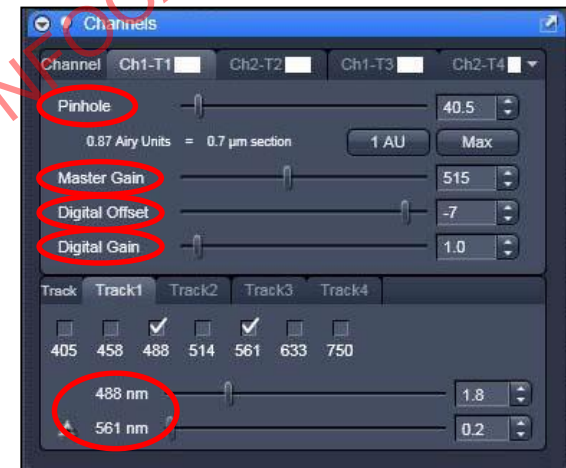 Channels
Channel Ch1-T1 Ch2-T2 Ch1-T3 Ch2-T4
Pinhole 40.5
0.87 Airy Units = 0.7 µm section 1 AU Max
Master Gain 515
Digital Offset -7
Digital Gain 1.0
Track Track1 Track2 Track3 Track4
405 458 488 514 561 633 750
488 nm 1.8
561 nm 0.2